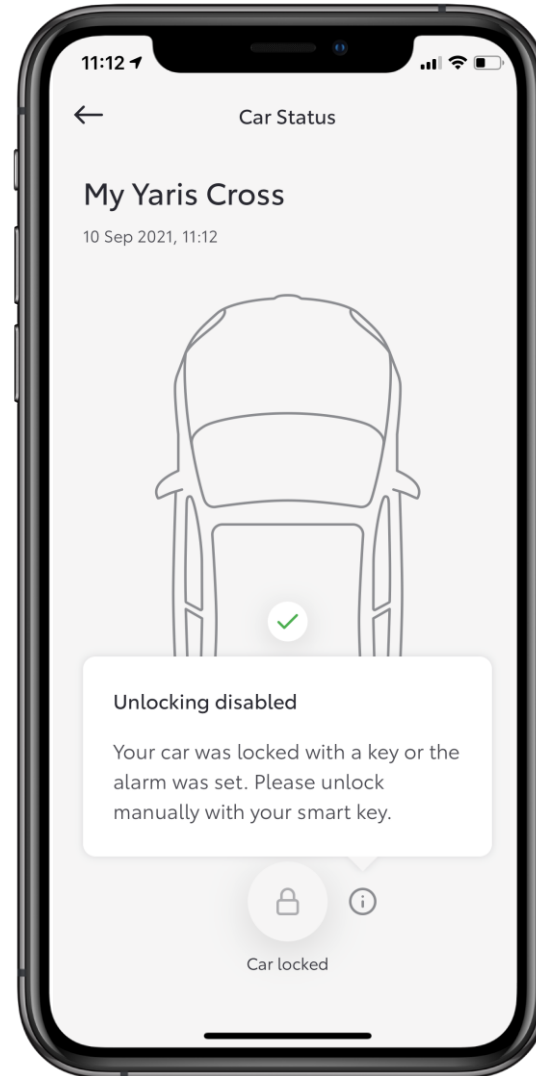 11:12
Car Status
My Yaris Cross
10 Sep 2021, 11:12
Unlocking disabled
Your car was locked with a key or the
alarm was set. Please unlock
manually with your smart key.
Car locked